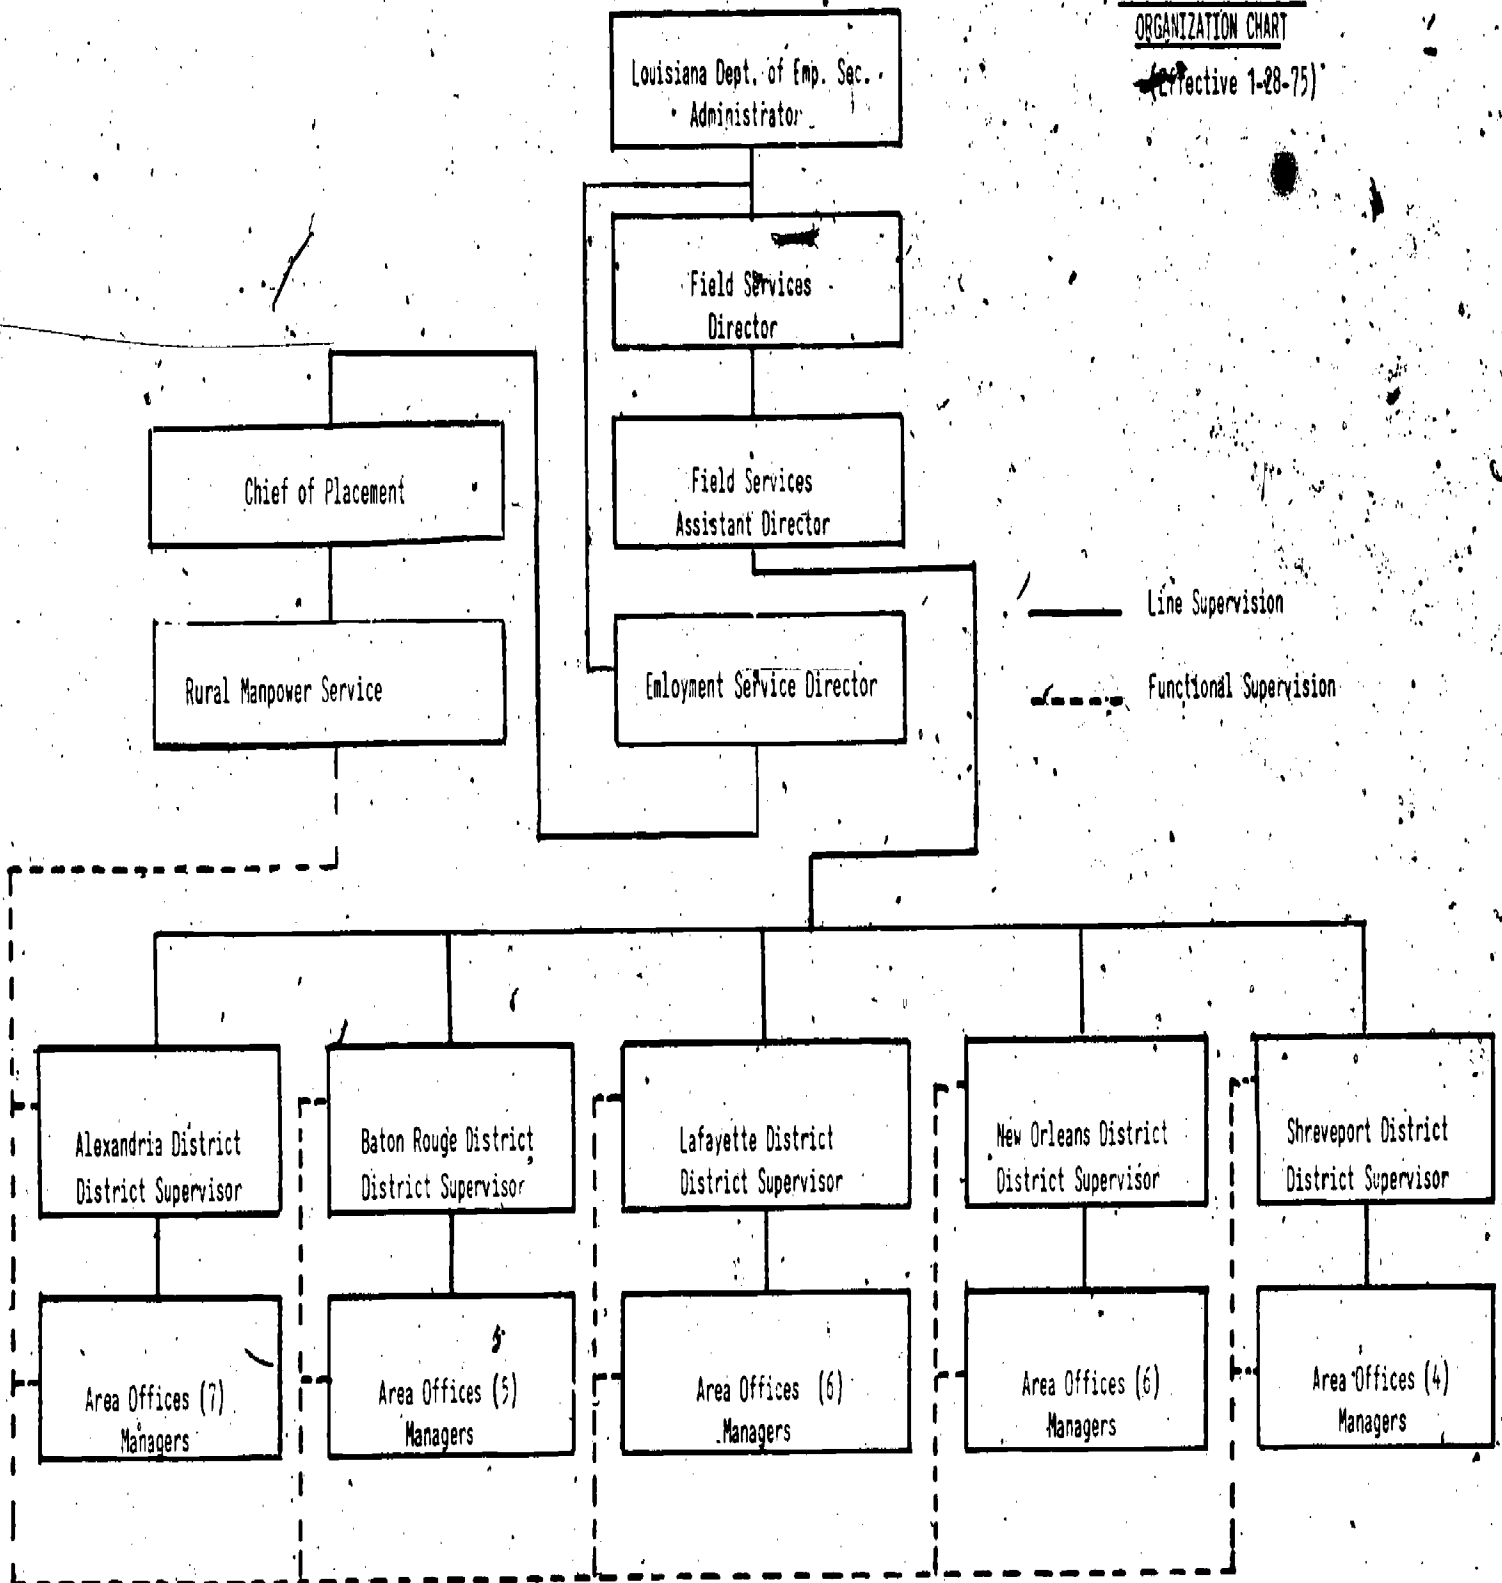 ORGANIZATION CHART
(Effective 1-28-75)
Louisiana Dept. of Emp. Sec.
Administrator
Field Services
Director
Chief of Placement
Field Services
Assistant Director
Line Supervision
Rural Manpower Service
Emloyment Service Director
Functional Supervision
Alexandria District
District Supervisor
Baton Rouge District
District Supervisor
Lafayette District
District Supervisor
New Orleans District
District Supervisor
Shreveport District
District Supervisor
Area Offices (7)
Managers
Area Offices (5)
Managers
Area Offices (6)
Managers
Area Offices (6)
Managers
Area Offices (4)
Managers